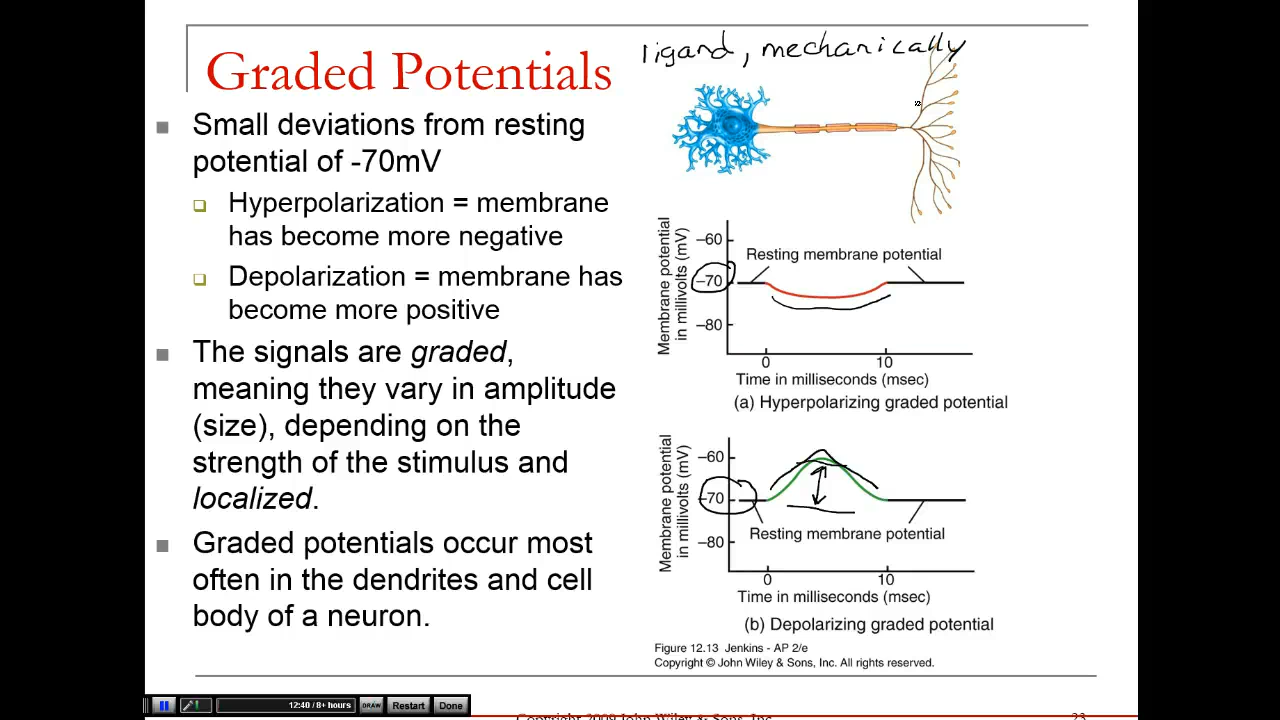 ligand, mechanically
Graded Potentials
Small deviations from resting
potential of -70mV
Hyperpolarization = membrane
has become more negative
Depolarization = membrane has
become more positive
The signals are graded,
meaning they vary in amplitude
(size), depending on the
strength of the stimulus and
localized.
Graded potentials occur most
often in the dendrites and cell
body of a neuron.
Membrane potential
in millivolts (mV)
–60
–70
–80
Resting membrane potential
0 10
Time in milliseconds (msec)
(a) Hyperpolarizing graded potential
Membrane potential
in millivolts (mV)
–60
–70
–80
Resting membrane potential
0 10
Time in milliseconds (msec)
(b) Depolarizing graded potential
Figure 12.13 Jenkins - AP 2/e
Copyright © John Wiley & Sons, Inc. All rights reserved.
12:40 / 8+ hours DRAW Restart Done
Copyright 2009 John Wiley & Sons, Inc. 23